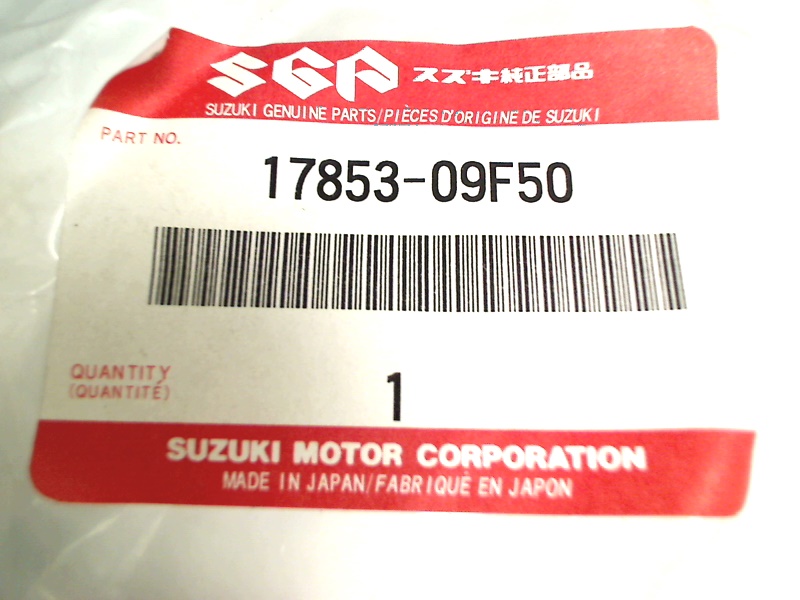 SGP スズキ純正部品
SUZUKI GENUINE PARTS/PIÈCES D'ORIGINE DE SUZUKI
PART NO.
17853-09F50
QUANTITY
(QUANTITÉ)
1
SUZUKI MOTOR CORPORATION
MADE IN JAPAN/FABRIQUÉ EN JAPON